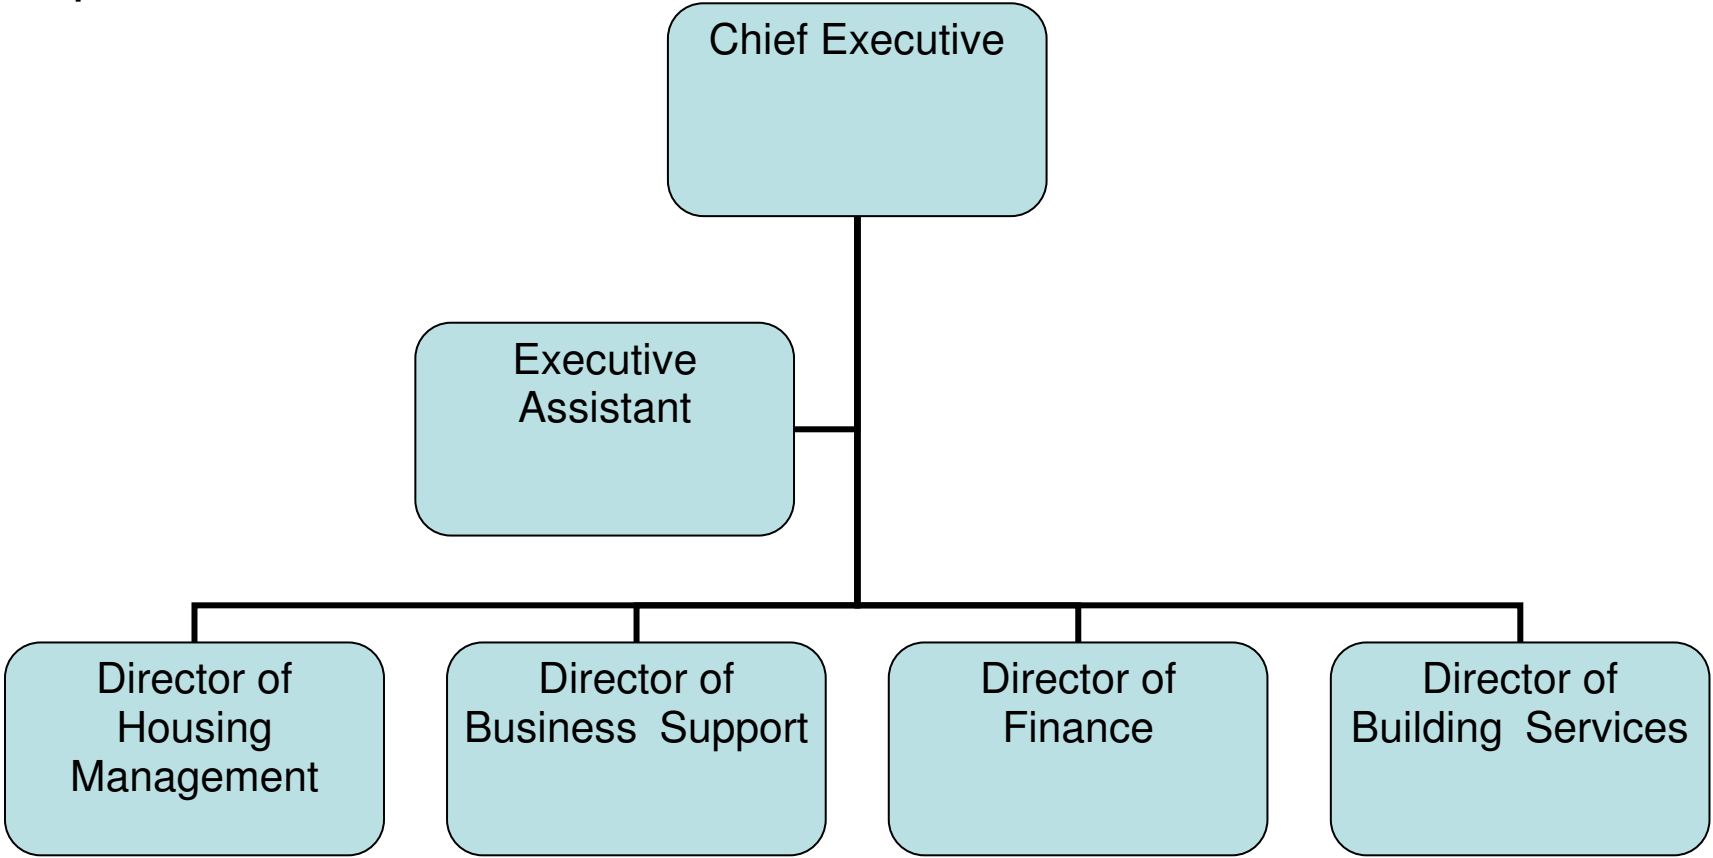 Chief Executive
Executive
Assistant
Director of
Housing
Management
Director of
Business Support
Director of
Finance
Director of
Building Services